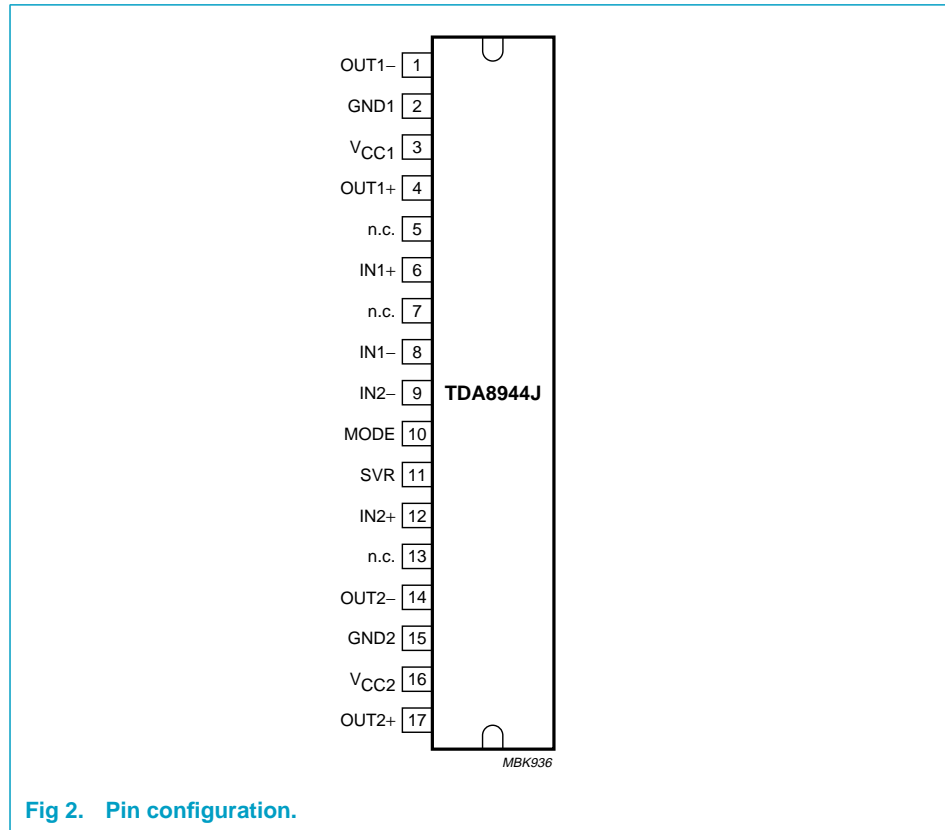 OUT1− 1
GND1 2
VCC1 3
OUT1+ 4
n.c. 5
IN1+ 6
n.c. 7
IN1− 8
IN2− 9 TDA8944J
MODE 10
SVR 11
IN2+ 12
n.c. 13
OUT2− 14
GND2 15
VCC2 16
OUT2+ 17
MBK936
Fig 2. Pin configuration.